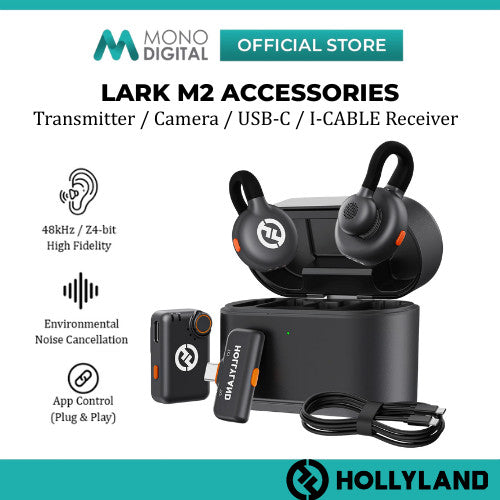 MONO
DIGITAL
OFFICIAL STORE
LARK M2 ACCESSORIES
Transmitter / Camera / USB-C / I-CABLE Receiver
48kHz / Z4-bit
High Fidelity
Environmental
Noise Cancellation
App Control
(Plug & Play)
HOLLYLAND
HOLLYLAND